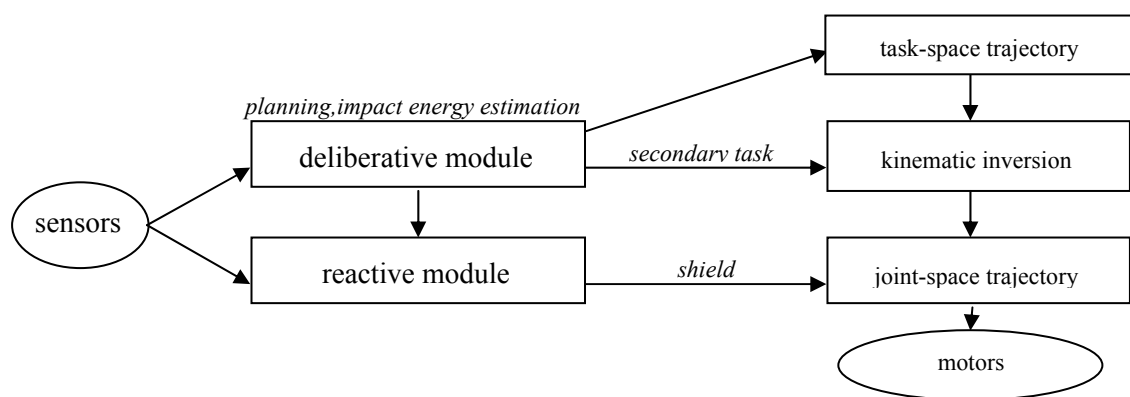 task-space trajectory
planning,impact energy estimation
deliberative module
secondary task
kinematic inversion
sensors
reactive module
shield
joint-space trajectory
motors